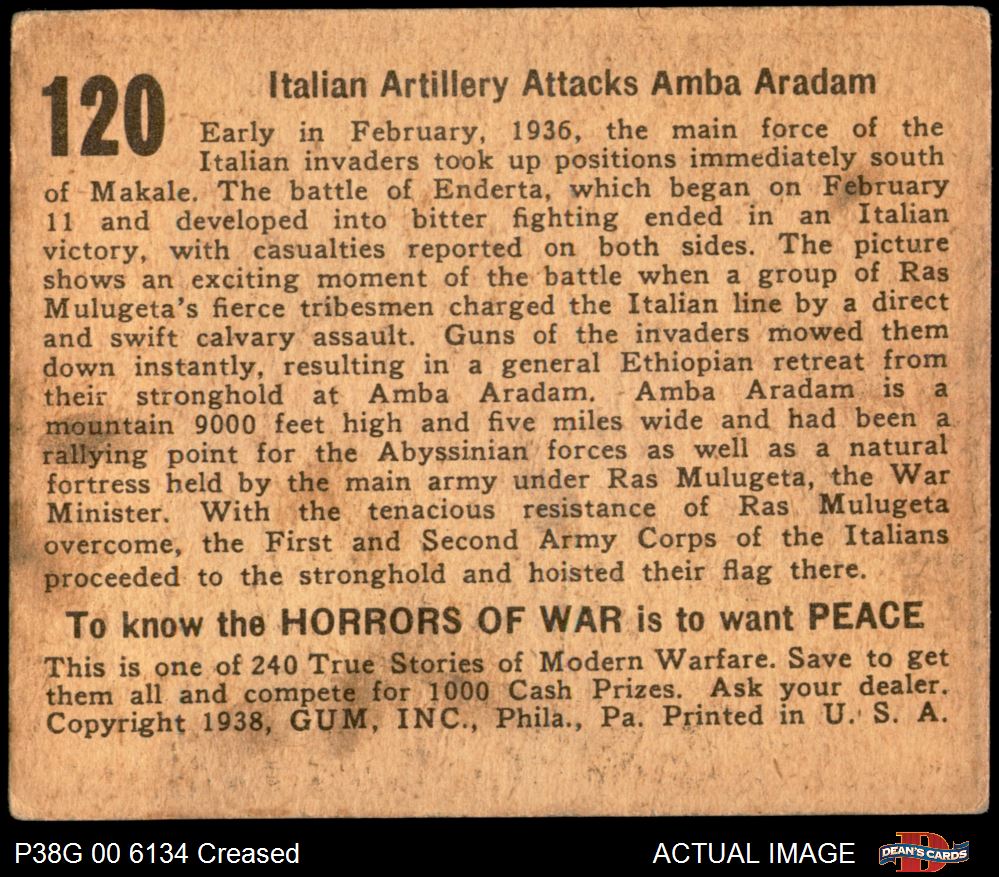 120
Italian Artillery Attacks Amba Aradam
Early in February, 1936, the main force of the
Italian invaders took up positions immediately south
of Makale. The battle of Enderta, which began on February
11 and developed into bitter fighting ended in an Italian
victory, with casualties reported on both sides. The picture
shows an exciting moment of the battle when a group of Ras
Mulugeta's fierce tribesmen charged the Italian line by a direct
and swift calvary assault. Guns of the invaders mowed them
down instantly, resulting in a general Ethiopian retreat from
their stronghold at Amba Aradam. Amba Aradam is a
mountain 9000 feet high and five miles wide and had been a
rallying point for the Abyssinian forces as well as a natural
fortress held by the main army under Ras Mulugeta, the War
Minister. With the tenacious resistance of Ras Mulugeta
overcome, the First and Second Army Corps of the Italians
proceeded to the stronghold and hoisted their flag there.
To know the HORRORS OF WAR is to want PEACE
This is one of 240 True Stories of Modern Warfare. Save to get
them all and compete for 1000 Cash Prizes. Ask your dealer.
Copyright 1938, GUM, INC., Phila., Pa. Printed in U. S. A.
P38G 00 6134 Creased
ACTUAL IMAGE
D
DEAN'S CARDS